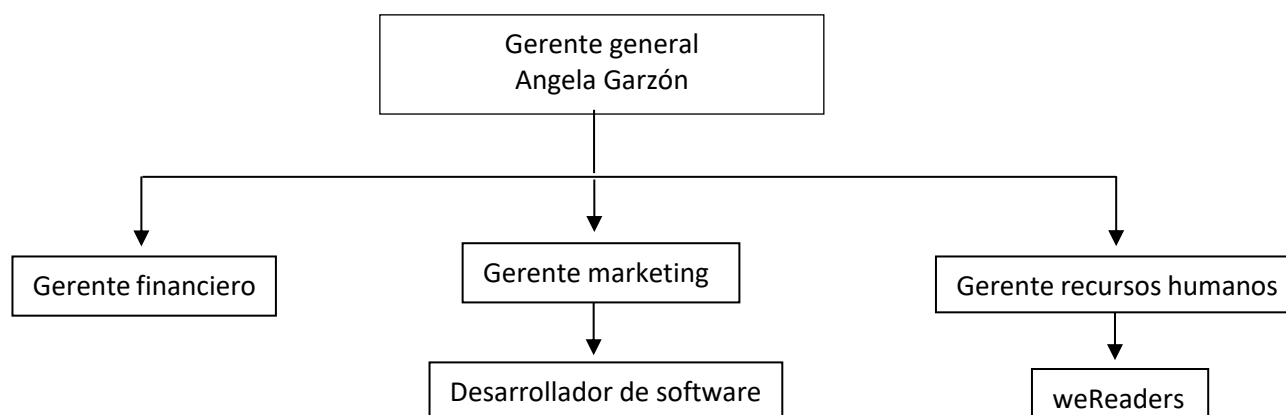 Gerente general
Angela Garzón
Gerente financiero
Gerente marketing
Gerente recursos humanos
Desarrollador de software
weReaders